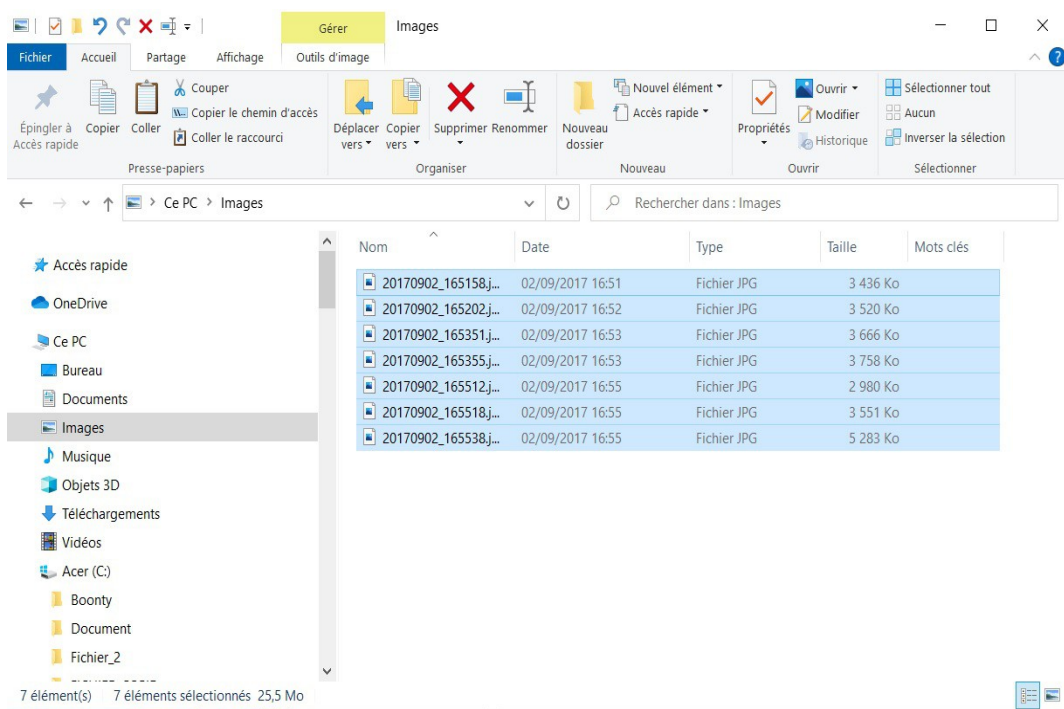 Gérer Images
Fichier Accueil Partage Affichage Outils d'image
Épingler à Accès rapide
Copier
Coller
Couper
Copier le chemin d'accès
Coller le raccourci
Déplacer vers
Copier vers
Supprimer
Renommer
Nouveau dossier
Nouvel élément
Accès rapide
Propriétés
Ouvrir
Modifier
Historique
Sélectionner tout
Aucun
Inverser la sélection
Presse-papiers Organiser Nouveau Ouvrir Sélectionner
Ce PC > Images
Rechercher dans : Images
Accès rapide
OneDrive
Ce PC
Bureau
Documents
Images
Musique
Objets 3D
Téléchargements
Vidéos
Acer (C:)
Boonty
Document
Fichier_2
Nom Date Type Taille Mots clés
20170902_165158.j... 02/09/2017 16:51 Fichier JPG 3 436 Ko
20170902_165202.j... 02/09/2017 16:52 Fichier JPG 3 520 Ko
20170902_165351.j... 02/09/2017 16:53 Fichier JPG 3 666 Ko
20170902_165355.j... 02/09/2017 16:53 Fichier JPG 3 758 Ko
20170902_165512.j... 02/09/2017 16:55 Fichier JPG 2 980 Ko
20170902_165518.j... 02/09/2017 16:55 Fichier JPG 3 551 Ko
20170902_165538.j... 02/09/2017 16:55 Fichier JPG 5 283 Ko
7 élément(s) 7 éléments sélectionnés 25,5 Mo